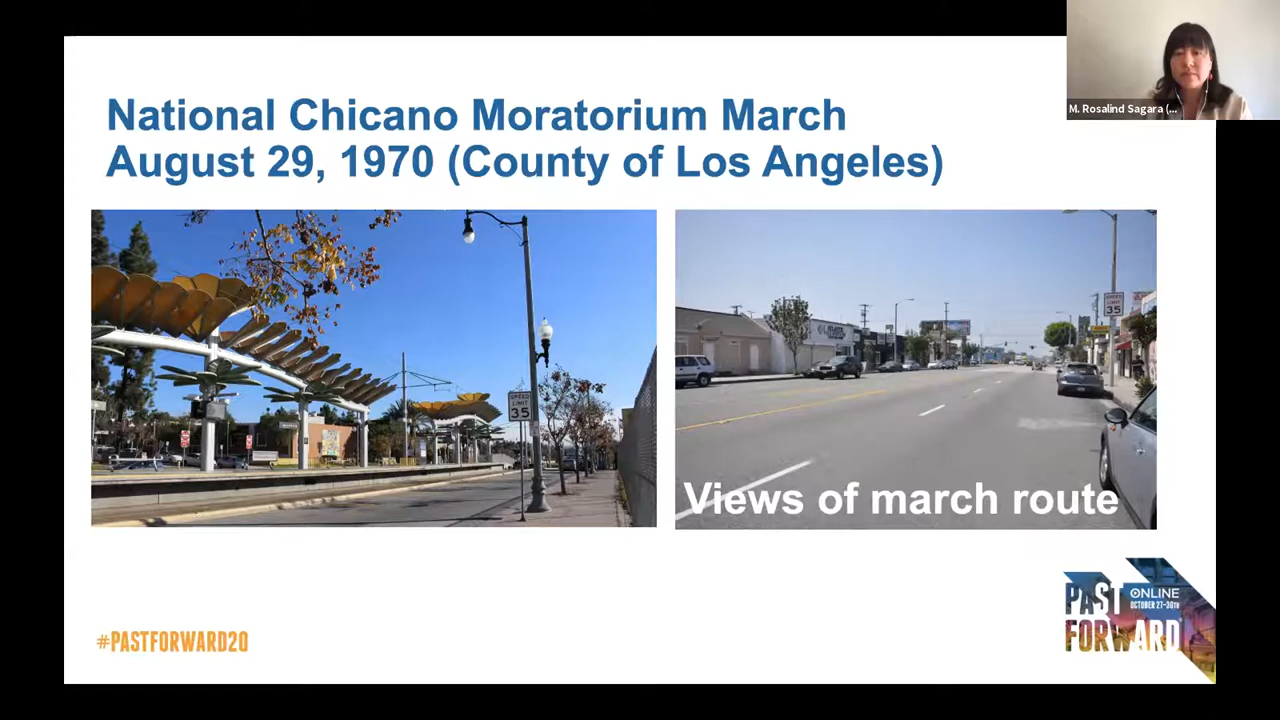 M. Rosalind Sagara (...
National Chicano Moratorium March
August 29, 1970 (County of Los Angeles)
SPEED
LIMIT
35
SPEED
LIMIT
35
Views of march route
PAST
FORWARD
ONLINE
OCTOBER 27-30TH
#PASTFORWARD20